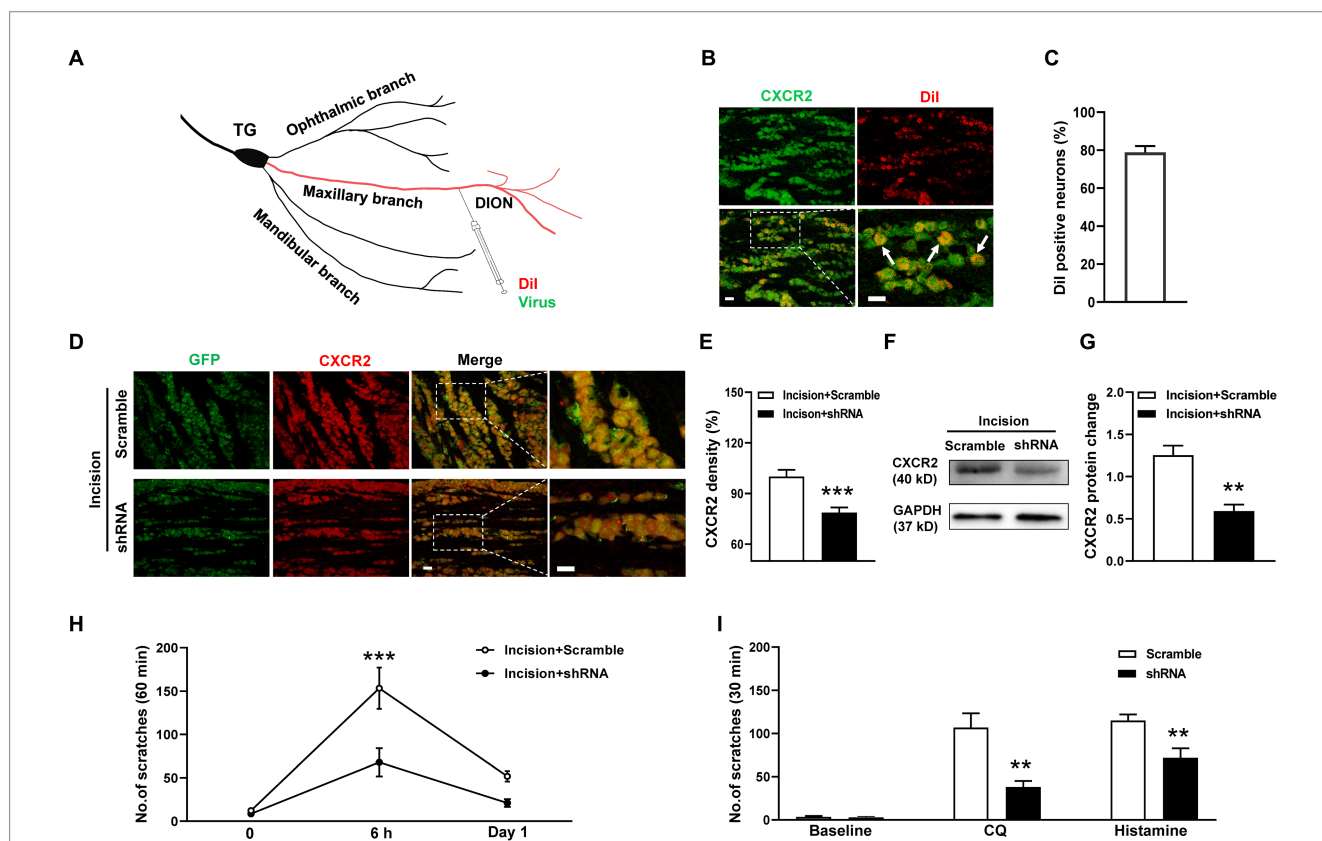 A
TG
Ophthalmic branch
Maxillary branch
DION
Mandibular branch
DiI
Virus
B
CXCR2
DiI
C
DiI positive neurons (%)
100
80
60
40
20
0
D
GFP
CXCR2
Merge
Incision
Scramble
shRNA
E
CXCR2 density (%)
150
120
90
60
Incision+Scramble
Incison+shRNA
***
F
Incision
Scramble
shRNA
CXCR2
(40 kD)
GAPDH
(37 kD)
G
CXCR2 protein change
2.0
1.5
1.0
0.5
0.0
Incision+Scramble
Incision+shRNA
**
H
No.of scratches (60 min)
200
150
100
50
0
***
Incision+Scramble
Incision+shRNA
0
6 h
Day 1
I
No.of scratches (30 min)
200
150
100
50
0
Scramble
shRNA
**
**
Baseline
CQ
Histamine